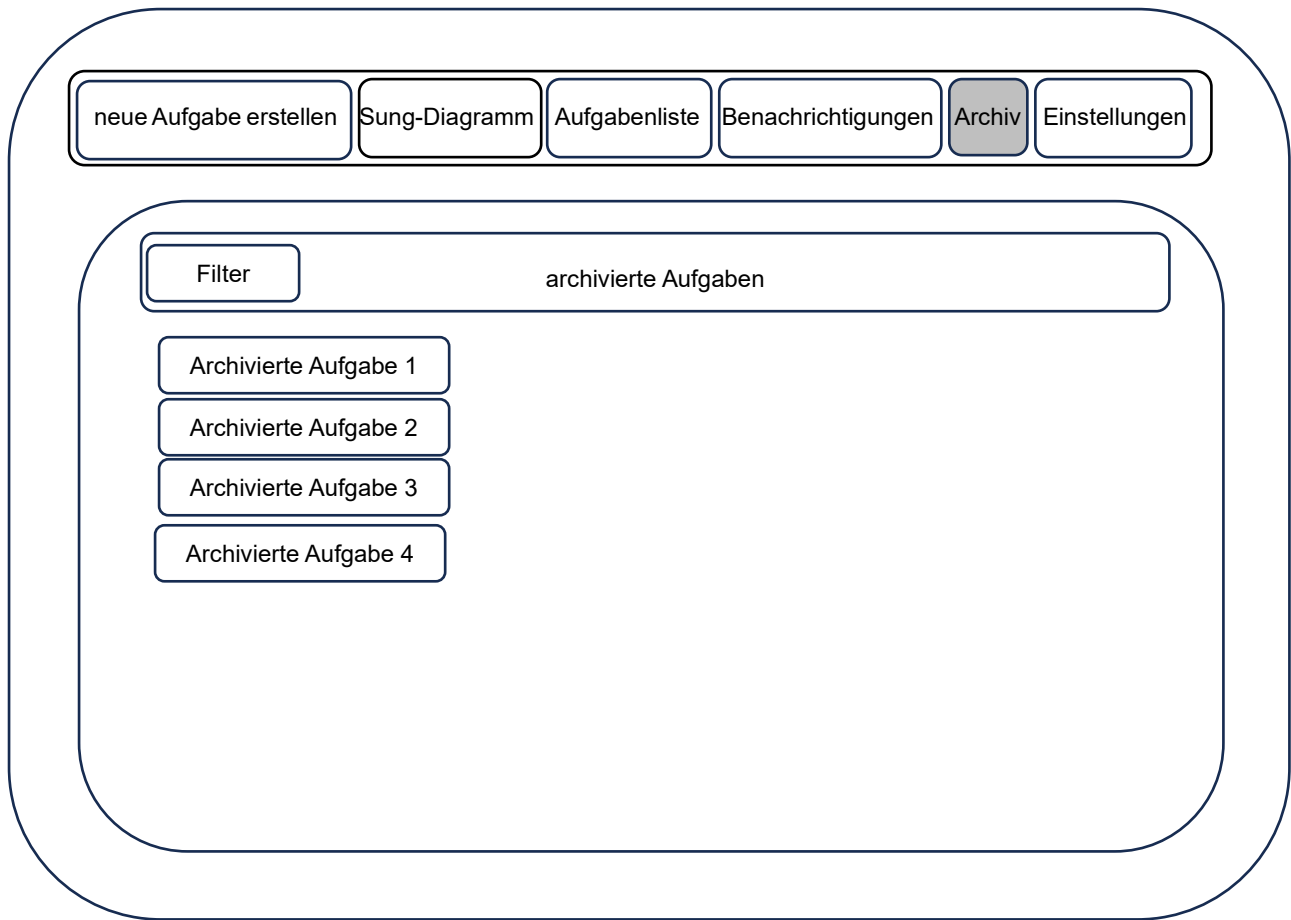 neue Aufgabe erstellen
Sung-Diagramm
Aufgabenliste
Benachrichtigungen
Archiv
Einstellungen
Filter
archivierte Aufgaben
Archivierte Aufgabe 1
Archivierte Aufgabe 2
Archivierte Aufgabe 3
Archivierte Aufgabe 4